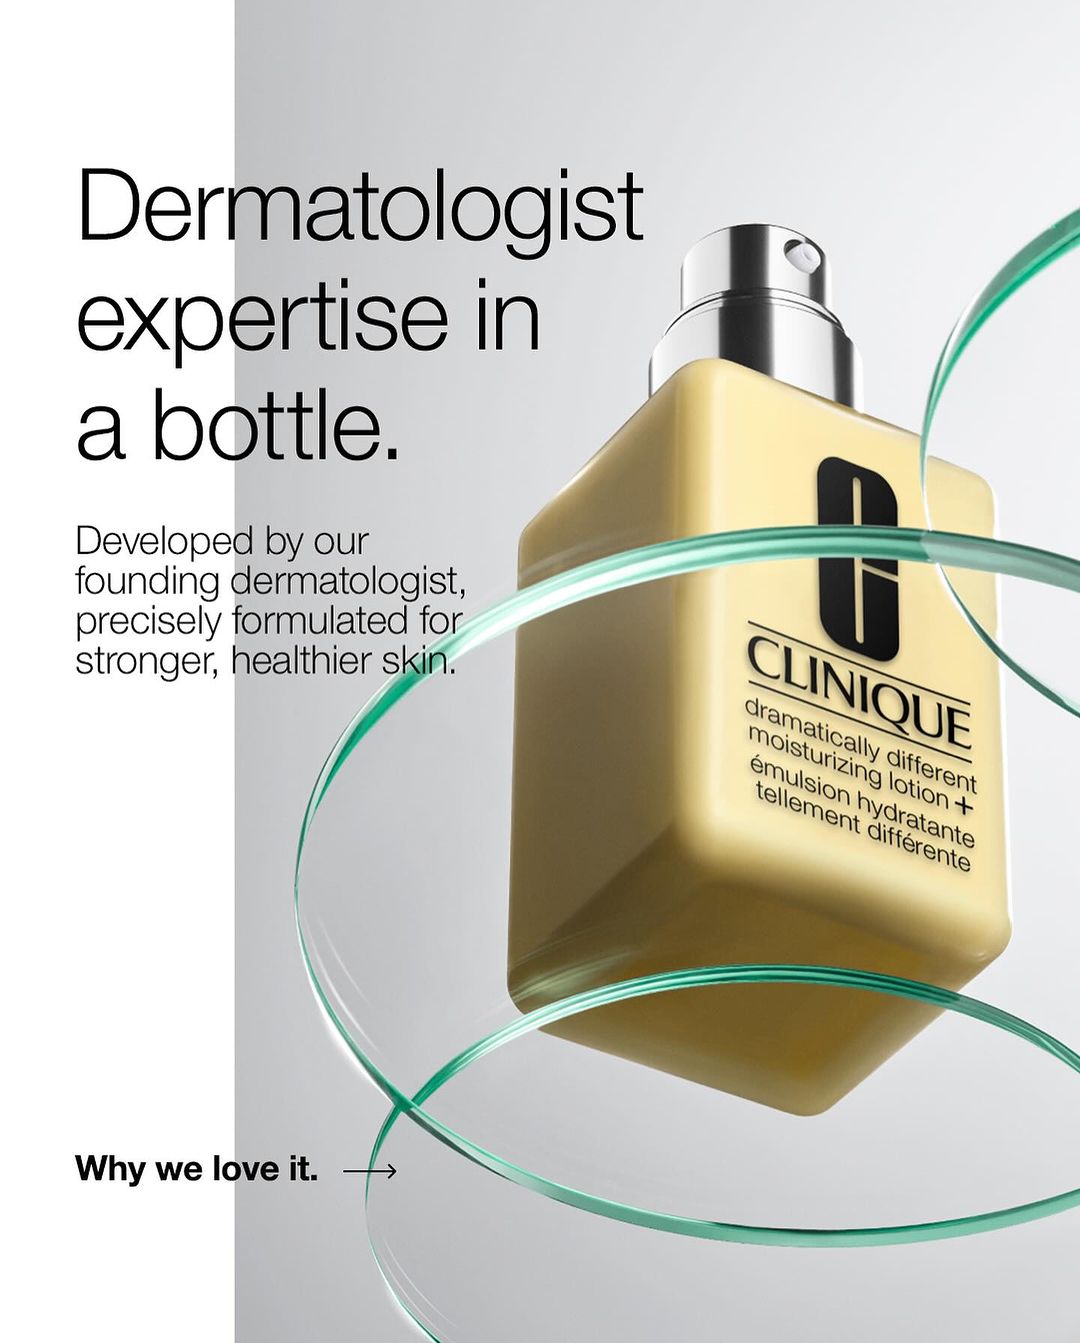 Dermatologist
expertise in
a bottle.
Developed by our
founding dermatologist,
precisely formulated for
stronger, healthier skin.
CLINIQUE
dramatically different
moisturizing lotion +
émulsion hydratante
tellement différente
Why we love it. →